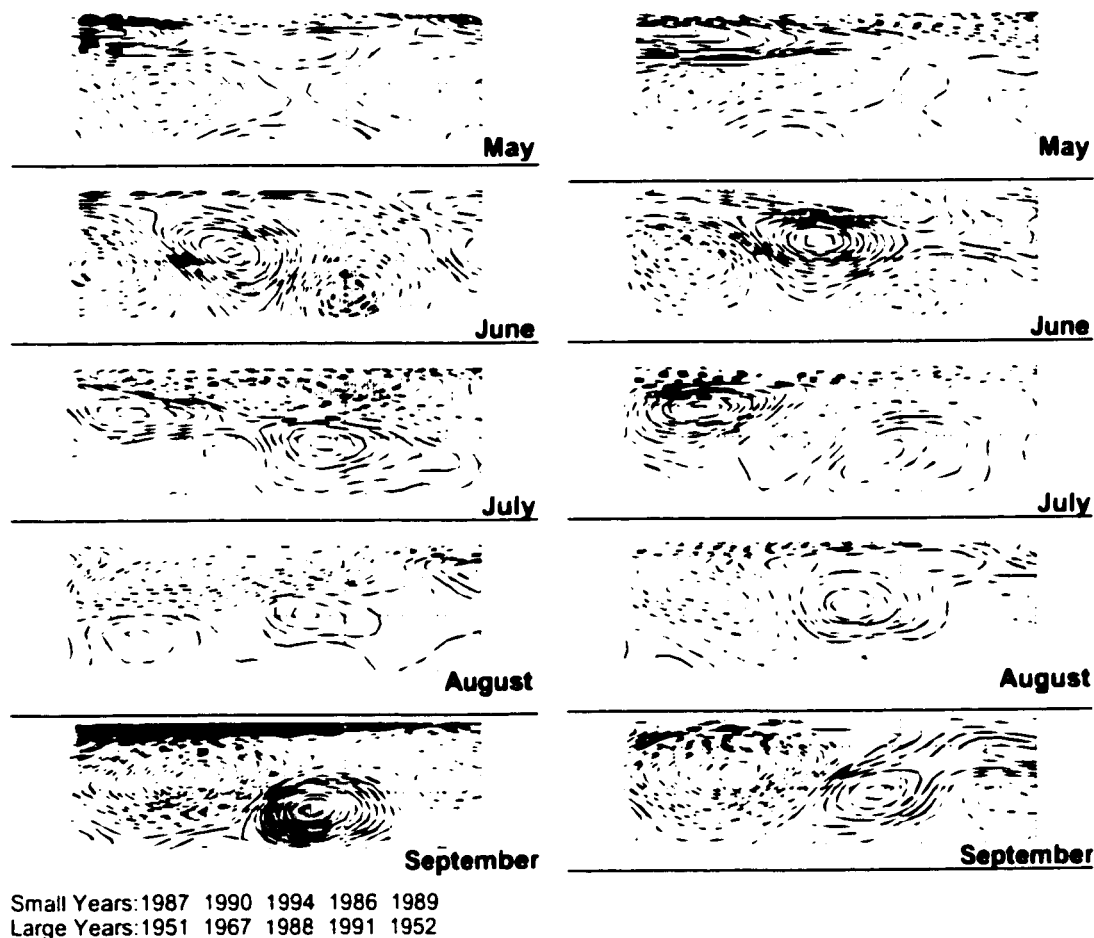 May
May
June
June
July
July
August
August
September
September
Small Years:1987 1990 1994 1986 1989
Large Years:1951 1967 1988 1991 1952